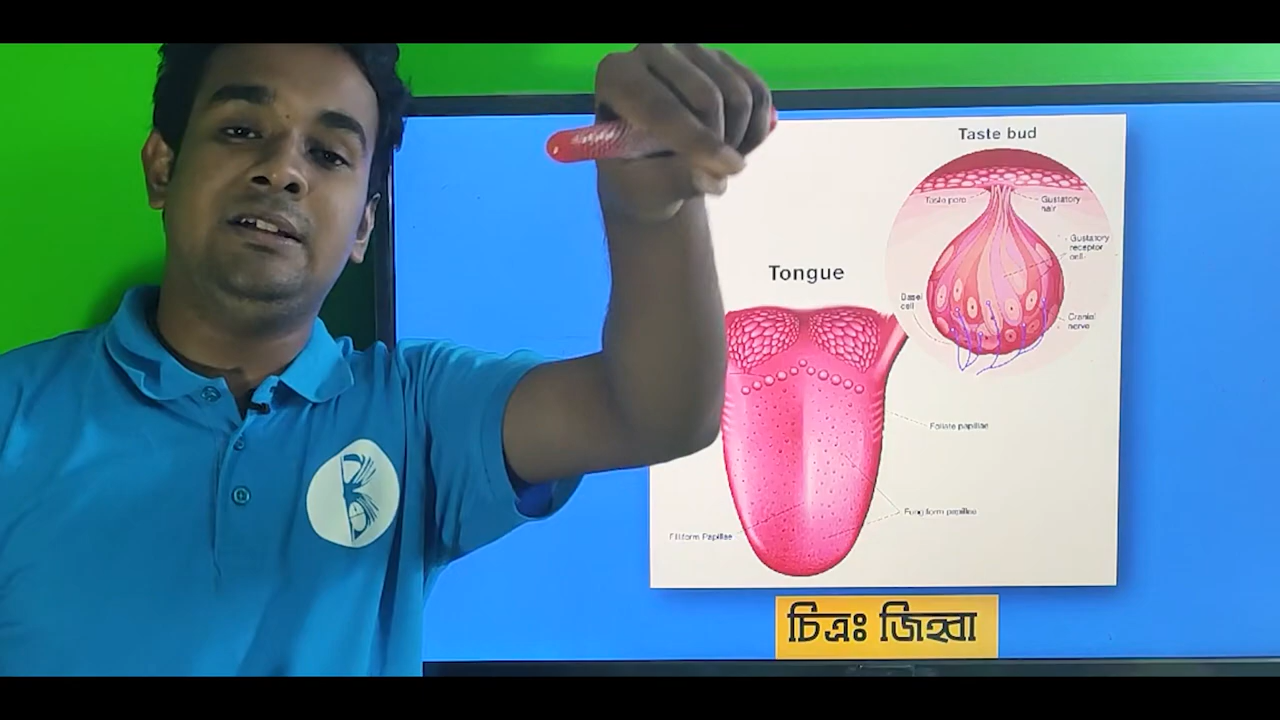 Taste bud
Taste pore
Gustatory
hair
Gustatory
receptor
cell
Basel
cell
Cranial
nerve
Tongue
Foliate papillae
Fungiform papillae
Filiform Papillae
চিত্রঃ জিহ্বা